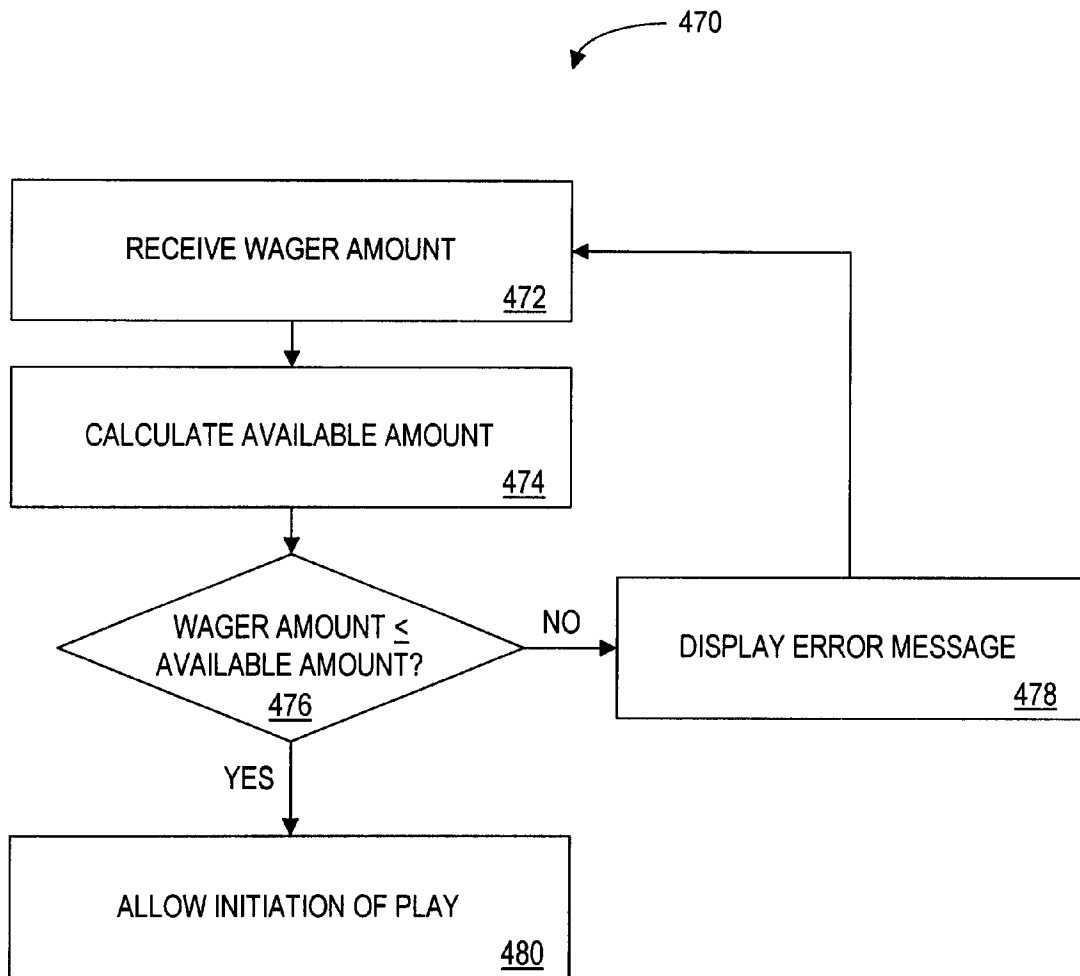 470
RECEIVE WAGER AMOUNT
472
CALCULATE AVAILABLE AMOUNT
474
WAGER AMOUNT ≤
AVAILABLE AMOUNT?
476
NO
DISPLAY ERROR MESSAGE
478
YES
ALLOW INITIATION OF PLAY
480